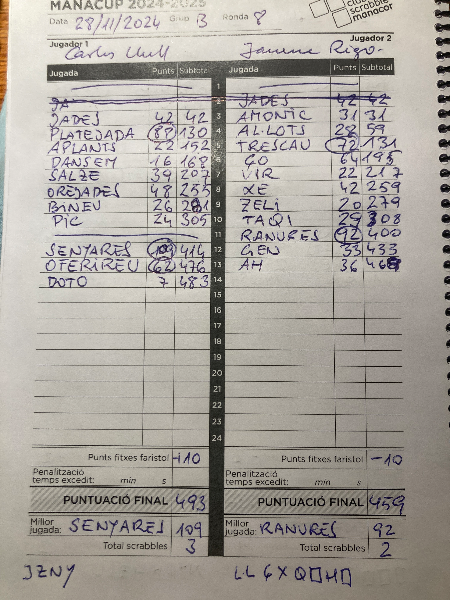 MANACUP 2024-2025
Data 28/11/2024 Grup B Ronda 8
club
scrabble
manacor
Jugador 1 Jugador 2
Carles
Jugada Punts Subtotal Jugada Punts Subtotal
1
JA 2 JADES 42 42
JADES 42 42 3 AMONIC 31 31
PLATEJADA 88 130 4 AL·LOTS 28 59
APLANTS 22 152 5 TRESCAU 72 131
DANSEM 16 168 6 GO 64 195
SALZE 39 207 7 VIR 22 217
OREJADES 48 255 8 XE 42 259
BINEU 26 281 9 ZELI 20 279
PIC 24 305 10 TAQI 29 308
11 RANURES 92 400
SENYARES 109 414 12 GEN 33 433
OFERIREU 62 476 13 AH 36 469
DOTO 7 483 14
15
16
17
18
19
20
21
22
23
24
Punts fitxes faristol +10 Punts fitxes faristol -10
Penalització
temps excedit: min s
Penalització
temps excedit: min s
PUNTUACIÓ FINAL 493 PUNTUACIÓ FINAL 459
Millor
jugada: SENYARES 109
Millor
jugada: RANURES 92
Total scrabbles 3 Total scrabbles 2
JZNY